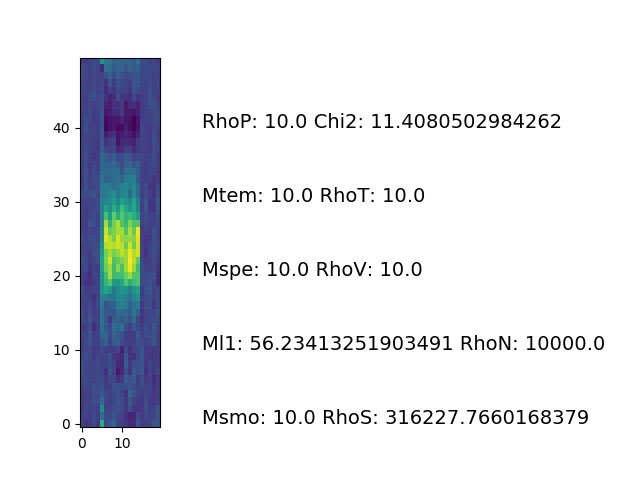 RhoP: 10.0 Chi2: 11.4080502984262
40
Mtem: 10.0 RhoT: 10.0
30
Mspe: 10.0 RhoV: 10.0
20
Ml1: 56.23413251903491 RhoN: 10000.0
10
Msmo: 10.0 RhoS: 316227.7660168379
0
0 10